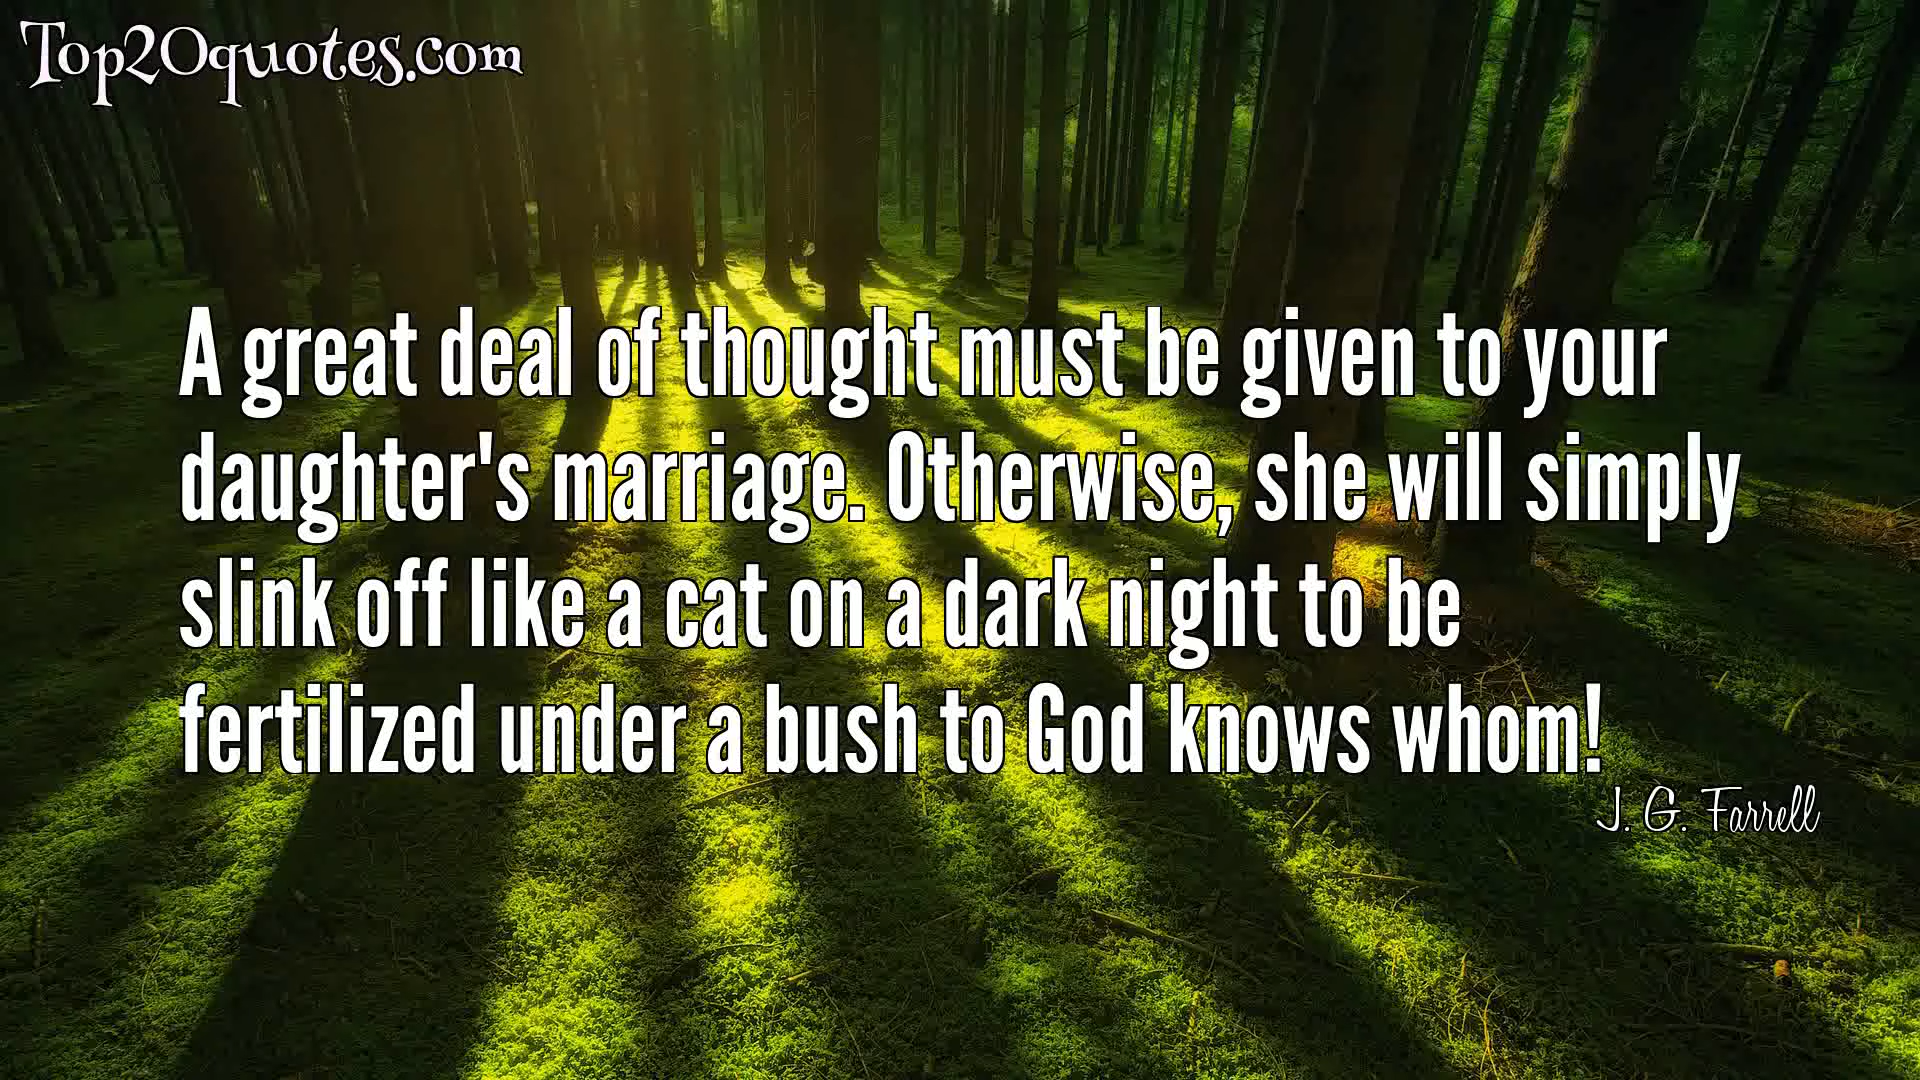 Top20quotes.com
A great deal of thought must be given to your
daughter's marriage. Otherwise, she will simply
slink off like a cat on a dark night to be
fertilized under a bush to God knows whom!
J. G. Farrell